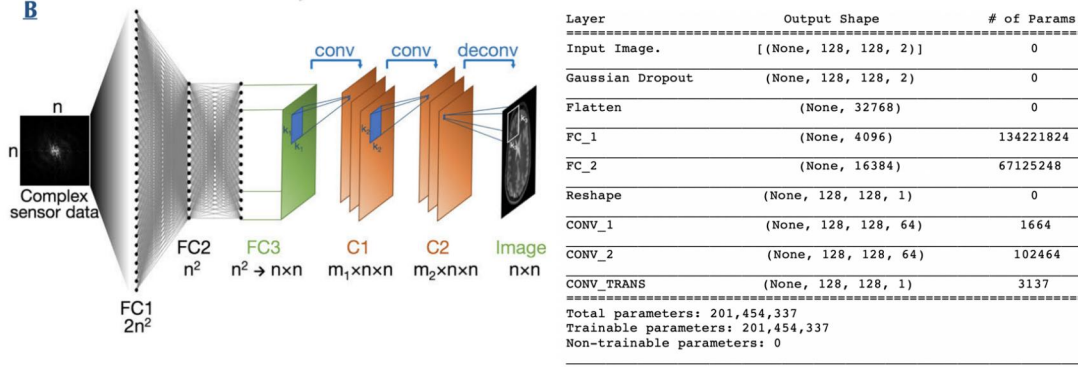 B
conv conv deconv
n
n
k₁
k₁
k₂
k₂
Complex
sensor data
FC2
n²
FC3
n² → n×n
C1
m₁×n×n
C2
m₂×n×n
Image
n×n
FC1
2n²
Layer Output Shape # of Params
Input Image. [(None, 128, 128, 2)] 0
Gaussian Dropout (None, 128, 128, 2) 0
Flatten (None, 32768) 0
FC_1 (None, 4096) 134221824
FC_2 (None, 16384) 67125248
Reshape (None, 128, 128, 1) 0
CONV_1 (None, 128, 128, 64) 1664
CONV_2 (None, 128, 128, 64) 102464
CONV_TRANS (None, 128, 128, 1) 3137
Total parameters: 201,454,337
Trainable parameters: 201,454,337
Non-trainable parameters: 0